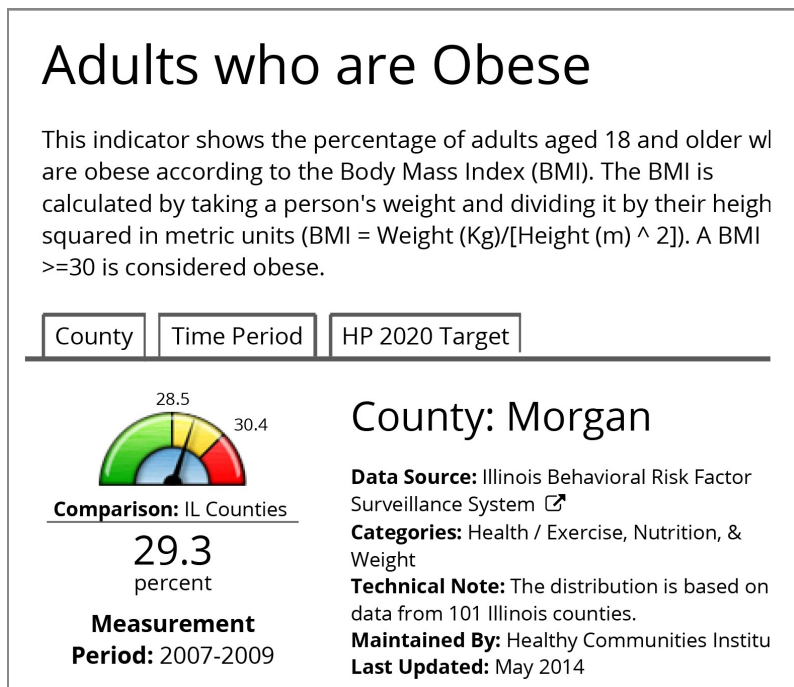 Adults who are Obese
This indicator shows the percentage of adults aged 18 and older
are obese according to the Body Mass Index (BMI). The BMI is
calculated by taking a person's weight and dividing it by their heigh
squared in metric units (BMI = Weight (Kg)/[Height (m) ^ 2]). A BMI
>=30 is considered obese.
County
Time Period
HP 2020 Target
28.5
30.4
Comparison: IL Counties
29.3
percent
Measurement
Period: 2007-2009
County: Morgan
Data Source: Illinois Behavioral Risk Factor
Surveillance System
Categories: Health / Exercise, Nutrition, &
Weight
Technical Note: The distribution is based on
data from 101 Illinois counties.
Maintained By: Healthy Communities Institu
Last Updated: May 2014